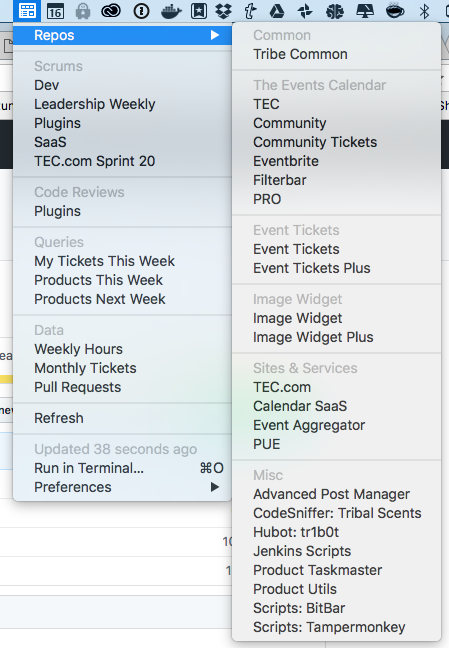 Repos
Scrums
Dev
Leadership Weekly
Plugins
SaaS
TEC.com Sprint 20
Code Reviews
Plugins
Queries
My Tickets This Week
Products This Week
Products Next Week
Data
Weekly Hours
Monthly Tickets
Pull Requests
Refresh
Updated 38 seconds ago
Run in Terminal... ⌘O
Preferences
Common
Tribe Common
The Events Calendar
TEC
Community
Community Tickets
Eventbrite
Filterbar
PRO
Event Tickets
Event Tickets
Event Tickets Plus
Image Widget
Image Widget
Image Widget Plus
Sites & Services
TEC.com
Calendar SaaS
Event Aggregator
PUE
Misc
Advanced Post Manager
CodeSniffer: Tribal Scents
Hubot: tr1b0t
Jenkins Scripts
Product Taskmaster
Product Utils
Scripts: BitBar
Scripts: Tampermonkey